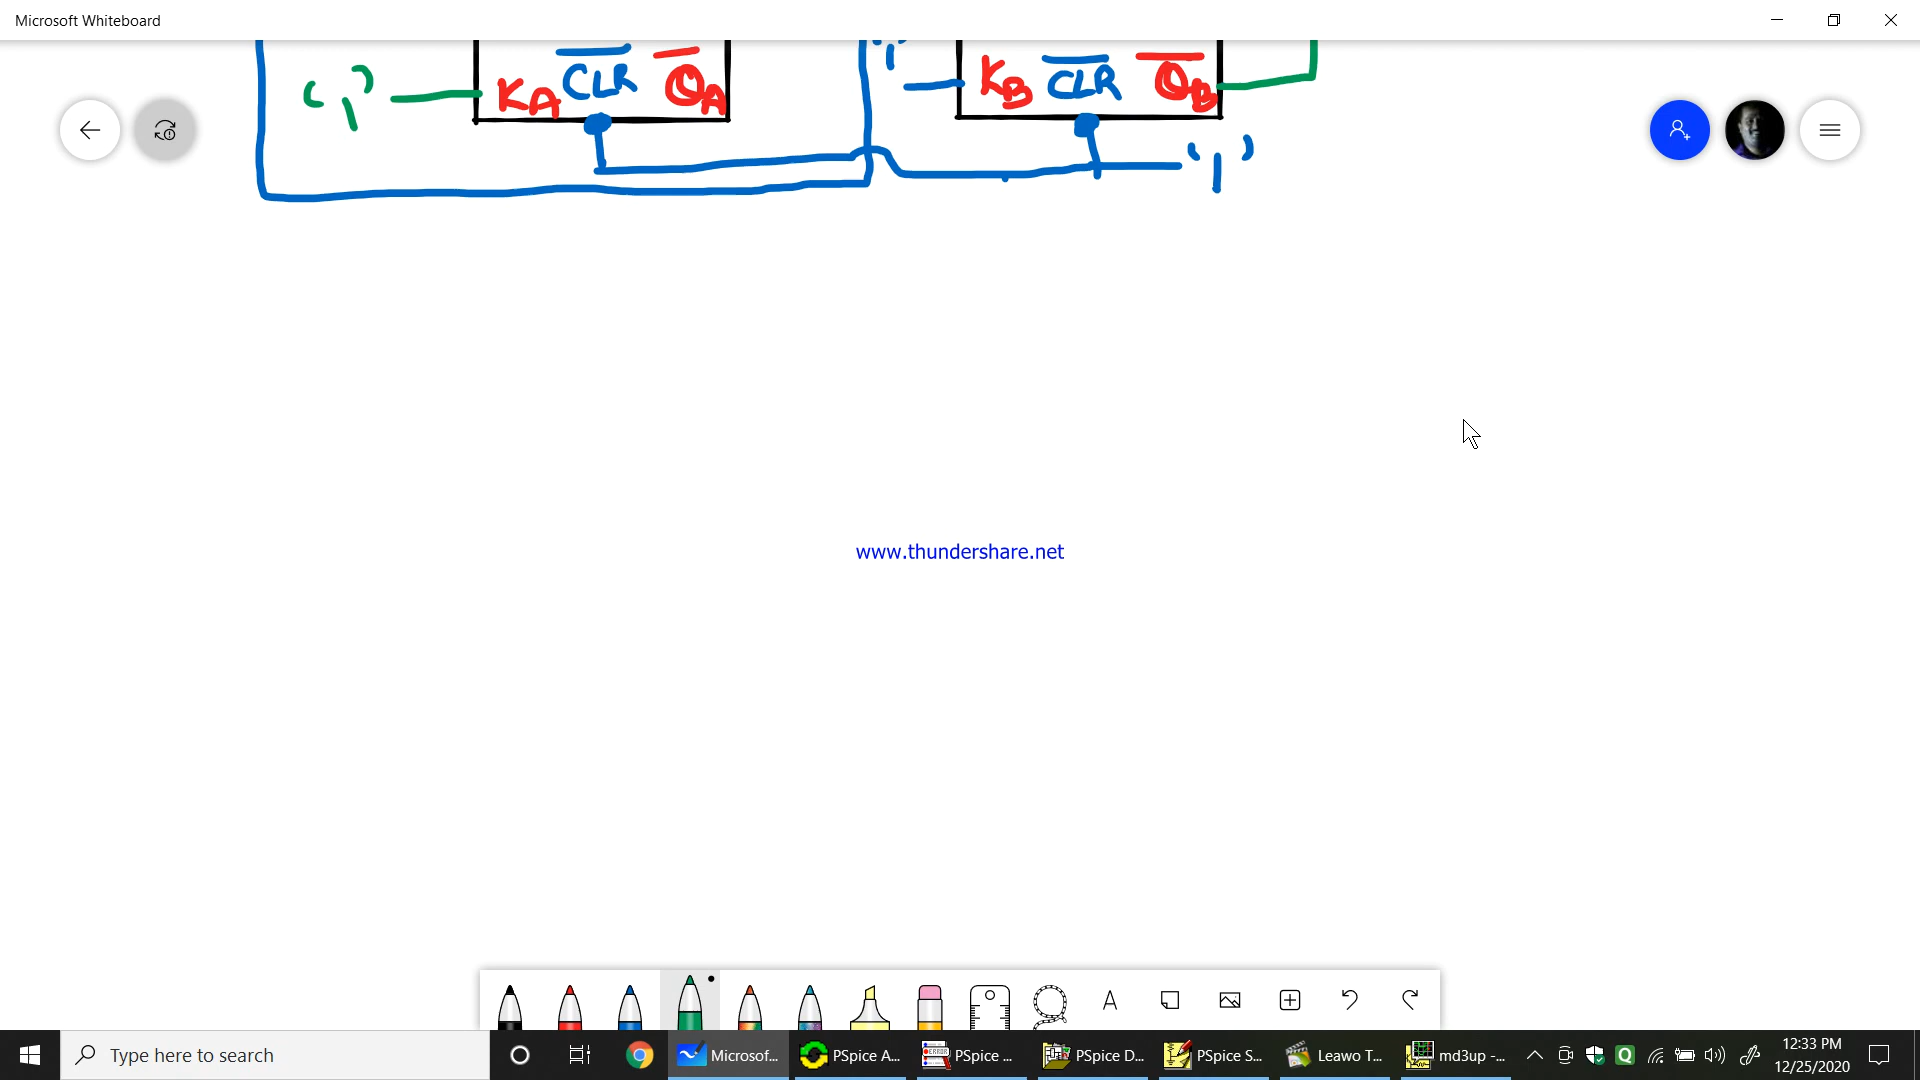 Microsoft Whiteboard
CLR
'1' KA CLR QA
KB CLR QB
'1'
www.thundershare.net
A
Type here to search
Microsof...
PSpice A...
PSpice ...
PSpice D...
PSpice S...
Leawo T...
md3up -...
12:33 PM
12/25/2020